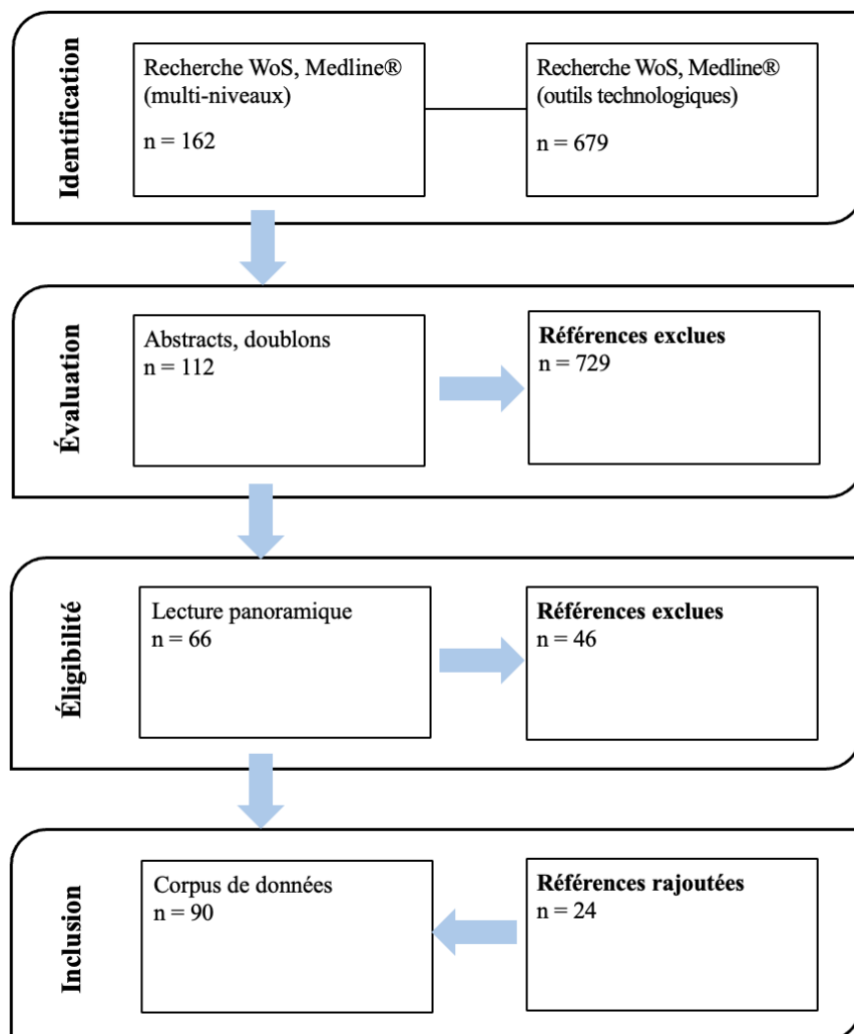 Identification
Recherche WoS, Medline®
(multi-niveaux)
n = 162
Recherche WoS, Medline®
(outils technologiques)
n = 679
Évaluation
Abstracts, doublons
n = 112
Références exclues
n = 729
Éligibilité
Lecture panoramique
n = 66
Références exclues
n = 46
Inclusion
Corpus de données
n = 90
Références rajoutées
n = 24